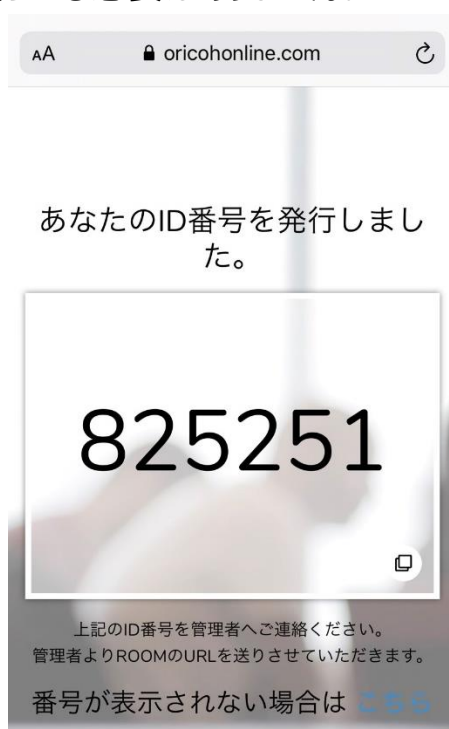 AA oricohonline.com
あなたのID番号を発行しまし
た。
825251
上記のID番号を管理者へご連絡ください。
管理者よりROOMのURLを送りさせていただきます。
番号が表示されない場合は こちら